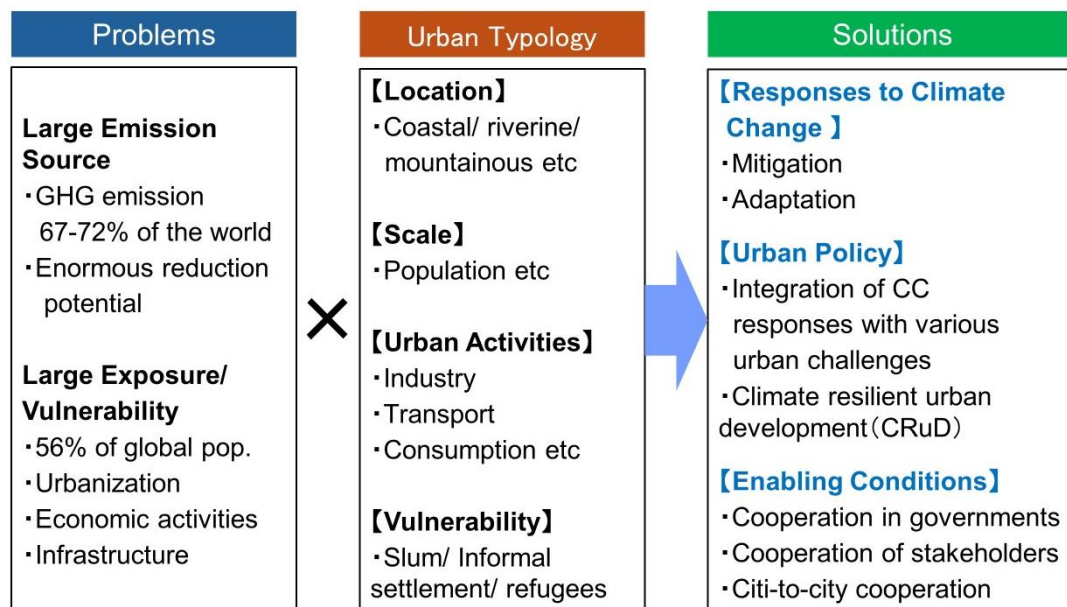 Problems
Large Emission
Source
・GHG emission
67-72% of the world
・Enormous reduction
potential
Large Exposure/
Vulnerability
・56% of global pop.
・Urbanization
・Economic activities
・Infrastructure
×
Urban Typology
【Location】
・Coastal/ riverine/
mountainous etc
【Scale】
・Population etc
【Urban Activities】
・Industry
・Transport
・Consumption etc
【Vulnerability】
・Slum/ Informal
settlement/ refugees
Solutions
【Responses to Climate
Change 】
・Mitigation
・Adaptation
【Urban Policy】
・Integration of CC
responses with various
urban challenges
・Climate resilient urban
development（CRuD）
【Enabling Conditions】
・Cooperation in governments
・Cooperation of stakeholders
・Citi-to-city cooperation